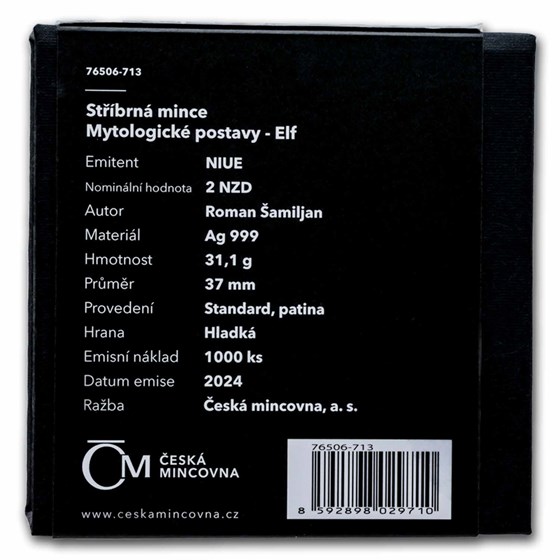 76506-713
Stříbrná mince
Mytologické postavy - Elf
Emitent NIUE
Nominální hodnota 2 NZD
Autor Roman Šamiljan
Materiál Ag 999
Hmotnost 31,1 g
Průměr 37 mm
Provedení Standard, patina
Hrana Hladká
Emisní náklad 1000 ks
Datum emise 2024
Ražba Česká mincovna, a. s.
ČM ČESKÁ
MINCOVNA
www.ceskamincovna.cz
76506-713
8 592898 029710